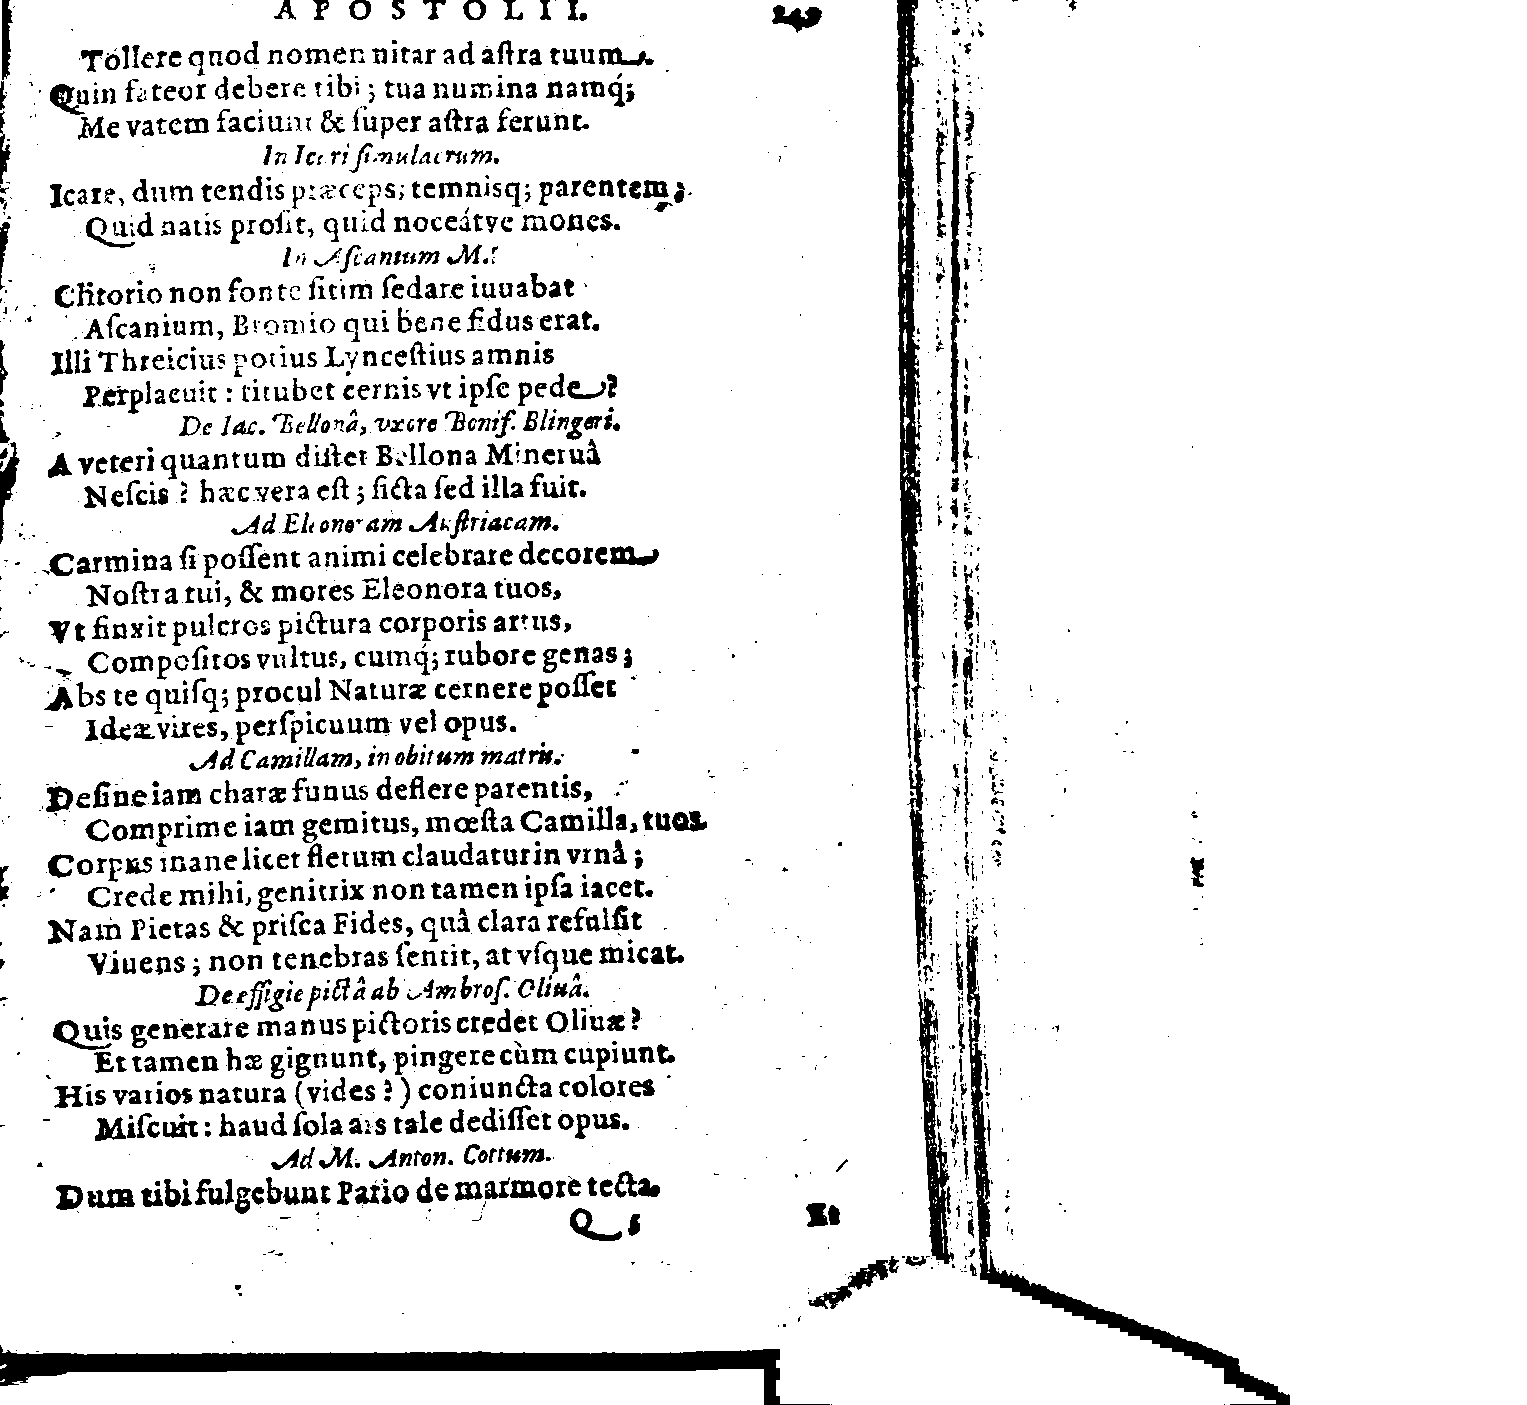 APOSTOLII. 249
Tollere quod nomen nitar ad aſtra tuum.
Quin fateor debere tibi; tua numina namq́;
Me vatem faciunt & ſuper aſtra ferunt.
In Icari ſimulacrum.
Icare, dum tendis præceps, temnisq; parentem;
Quid natis proſit, quid noceátve mones.
In Aſcanium M.
Clitorio non fonte ſitim ſedare iuuabat
Aſcanium, Bromio qui bene fidus erat.
Illi Threicius potius Lynceſtius amnis
Perplacuit: titubet cernis vt ipſe pede?
De Iac. Bellonâ, vxore Bonif. Blingeri.
A veteri quantum diſtet Bellona Mineruâ
Neſcis? hæc vera eſt; ficta ſed illa fuit.
Ad Eleonoram Auſtriacam.
Carmina ſi poſſent animi celebrare decorem
Noſtra tui, & mores Eleonora tuos,
Vt finxit pulcros pictura corporis artus,
Compoſitos vultus, cumq́; rubore genas;
Abs te quiſq; procul Naturæ cernere poſſet
Ideæ vires, perſpicuum vel opus.
Ad Camillam, in obitum matris.
Deſine iam charæ funus deflere parentis,
Comprime iam gemitus, mœſta Camilla, tuos.
Corpus inane licet fletum claudatur in vrnâ;
Crede mihi, genitrix non tamen ipſa iacet.
Nam Pietas & priſca Fides, quâ clara refulſit
Viuens; non tenebras ſentit, at vſque micat.
De effigie pictâ ab Ambroſ. Oliuâ.
Quis generare manus pictoris credet Oliuæ?
Et tamen hæ gignunt, pingere cùm cupiunt.
His varios natura (vides?) coniuncta colores
Miſcuit: haud ſola ars tale dediſſet opus.
Ad M. Anton. Cottum.
Dum tibi fulgebunt Pario de marmore tecta.
Q 5 Et